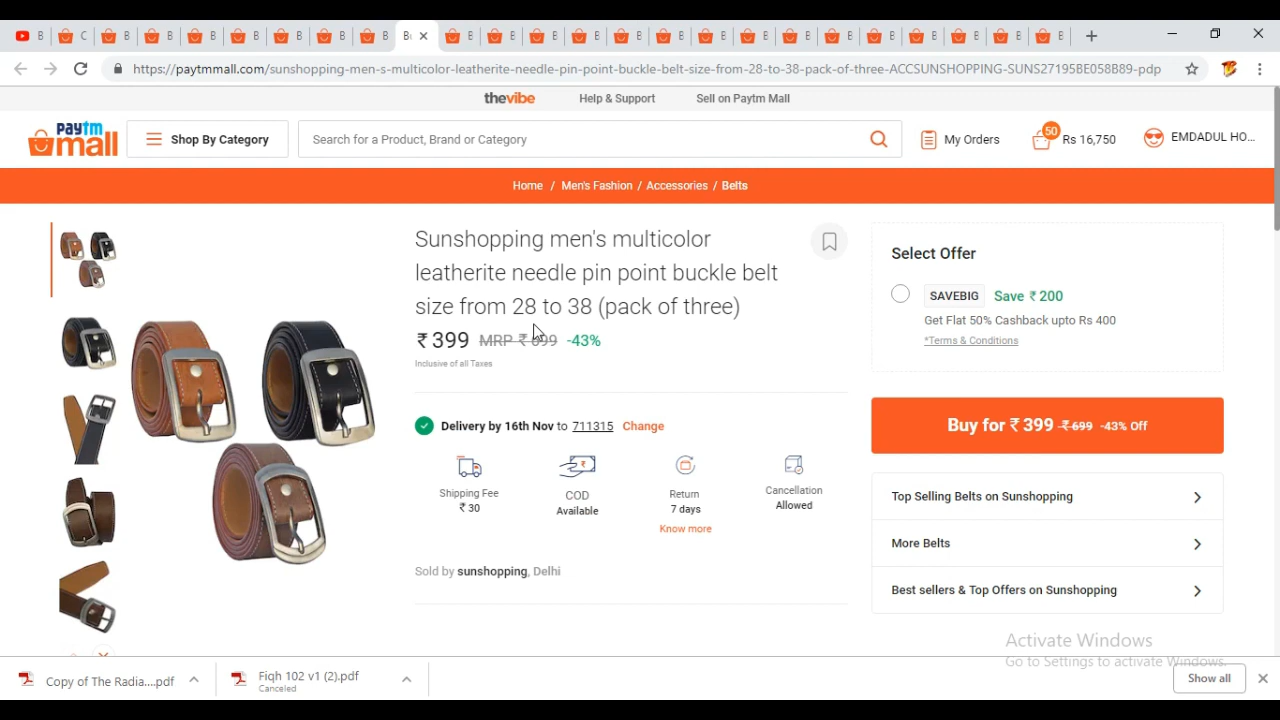 B C B B B B B B B B B B B B B B B B B B B B B
https://paytmmall.com/sunshopping-men-s-multicolor-leatherite-needle-pin-point-buckle-belt-size-from-28-to-38-pack-of-three-ACCSUNSHOPPING-SUNS27195BE058B89-pdp
thevibe Help & Support Sell on Paytm Mall
paytm
mall
Shop By Category
Search for a Product, Brand or Category
My Orders
50
Rs 16,750
EMDADUL HO...
Home / Men's Fashion / Accessories / Belts
Sunshopping men's multicolor
leatherite needle pin point buckle belt
size from 28 to 38 (pack of three)
₹ 399 MRP ₹ 699 -43%
Inclusive of all Taxes
Delivery by 16th Nov to 711315 Change
Shipping Fee
₹ 30
COD
Available
Return
7 days
Know more
Cancellation
Allowed
Sold by sunshopping, Delhi
Select Offer
SAVEBIG Save ₹ 200
Get Flat 50% Cashback upto Rs 400
*Terms & Conditions
Buy for ₹ 399 ₹ 699 -43% Off
Top Selling Belts on Sunshopping
More Belts
Best sellers & Top Offers on Sunshopping
Activate Windows
Go to Settings to activate Windows.
Copy of The Radia....pdf
Fiqh 102 v1 (2).pdf
Canceled
Show all